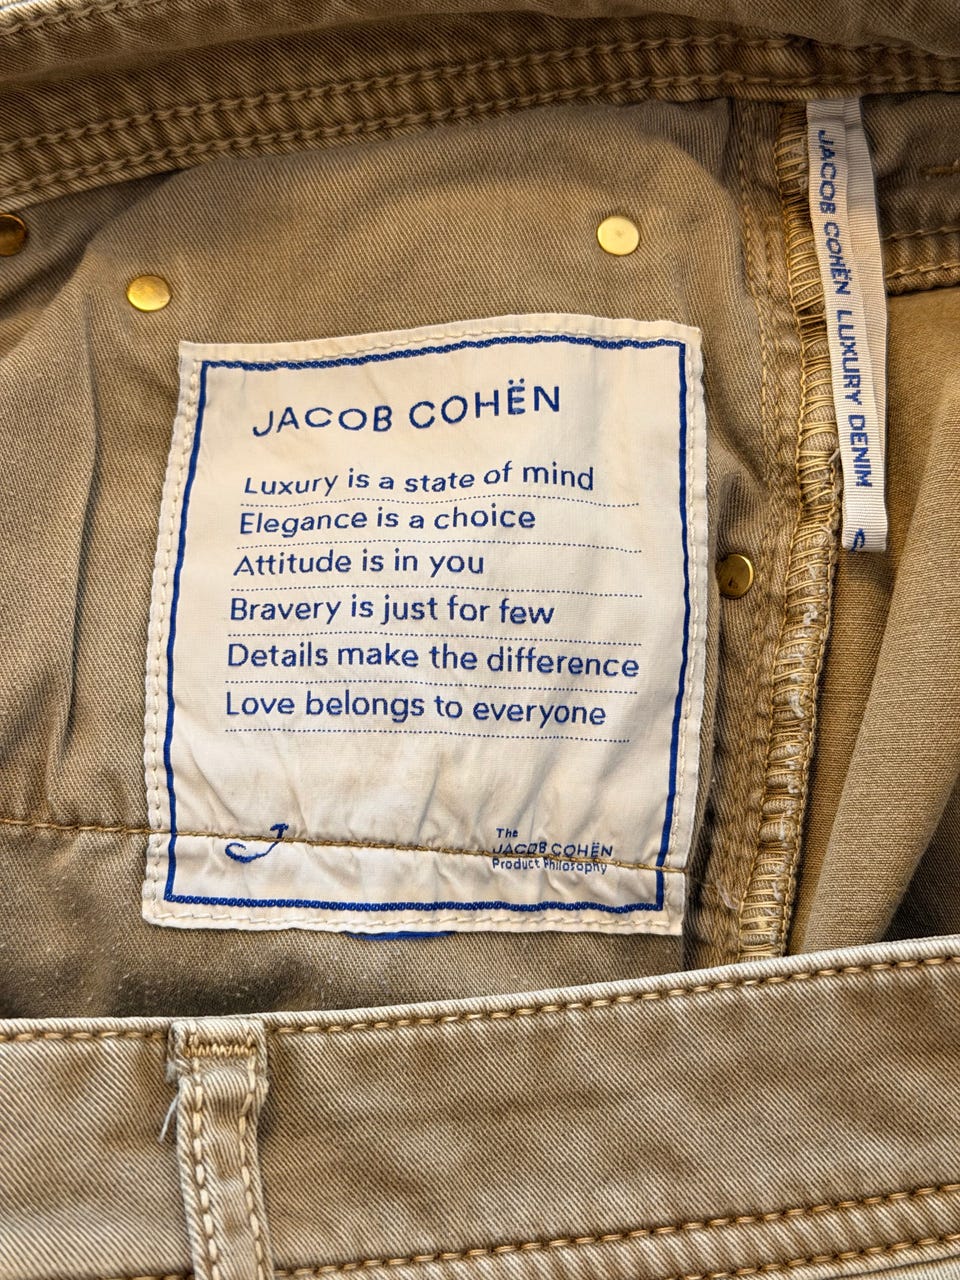 JACOB COHËN
Luxury is a state of mind
Elegance is a choice
Attitude is in you
Bravery is just for few
Details make the difference
Love belongs to everyone
J
The
JACOB COHËN
Product Philosophy
JACOB COHËN LUXURY DENIM